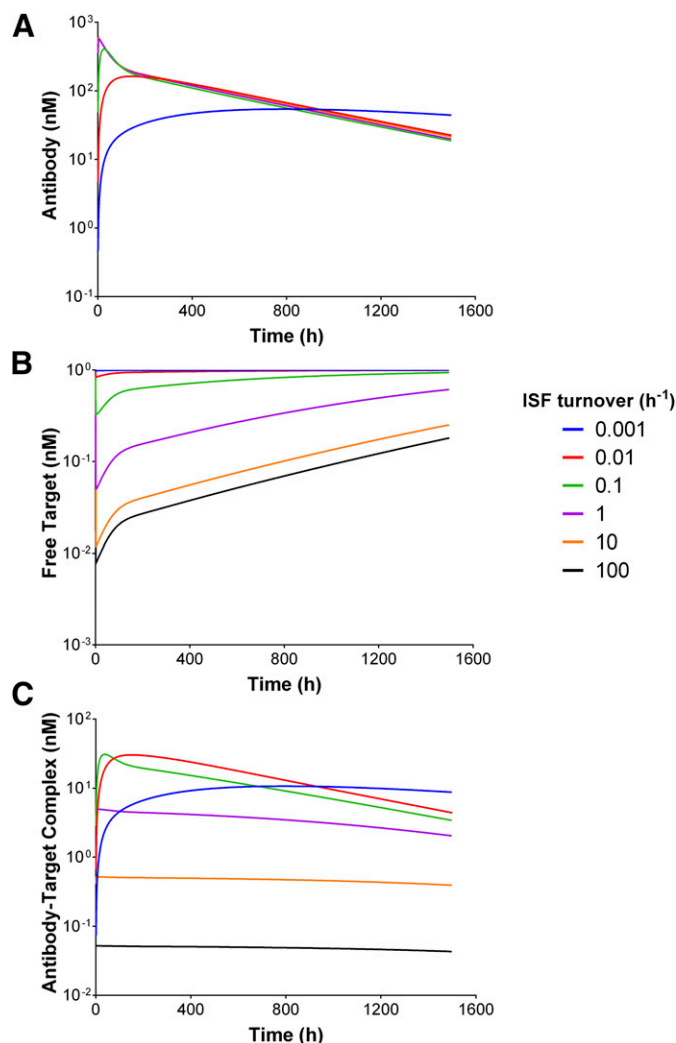 A
Antibody (nM)
10³
10²
10¹
10⁰
10⁻¹
0 400 800 1200 1600
Time (h)
B
Free Target (nM)
10⁰
10⁻¹
10⁻²
10⁻³
0 400 800 1200 1600
Time (h)
ISF turnover (h⁻¹)
0.001
0.01
0.1
1
10
100
C
Antibody-Target Complex (nM)
10²
10¹
10⁰
10⁻¹
10⁻²
0 400 800 1200 1600
Time (h)